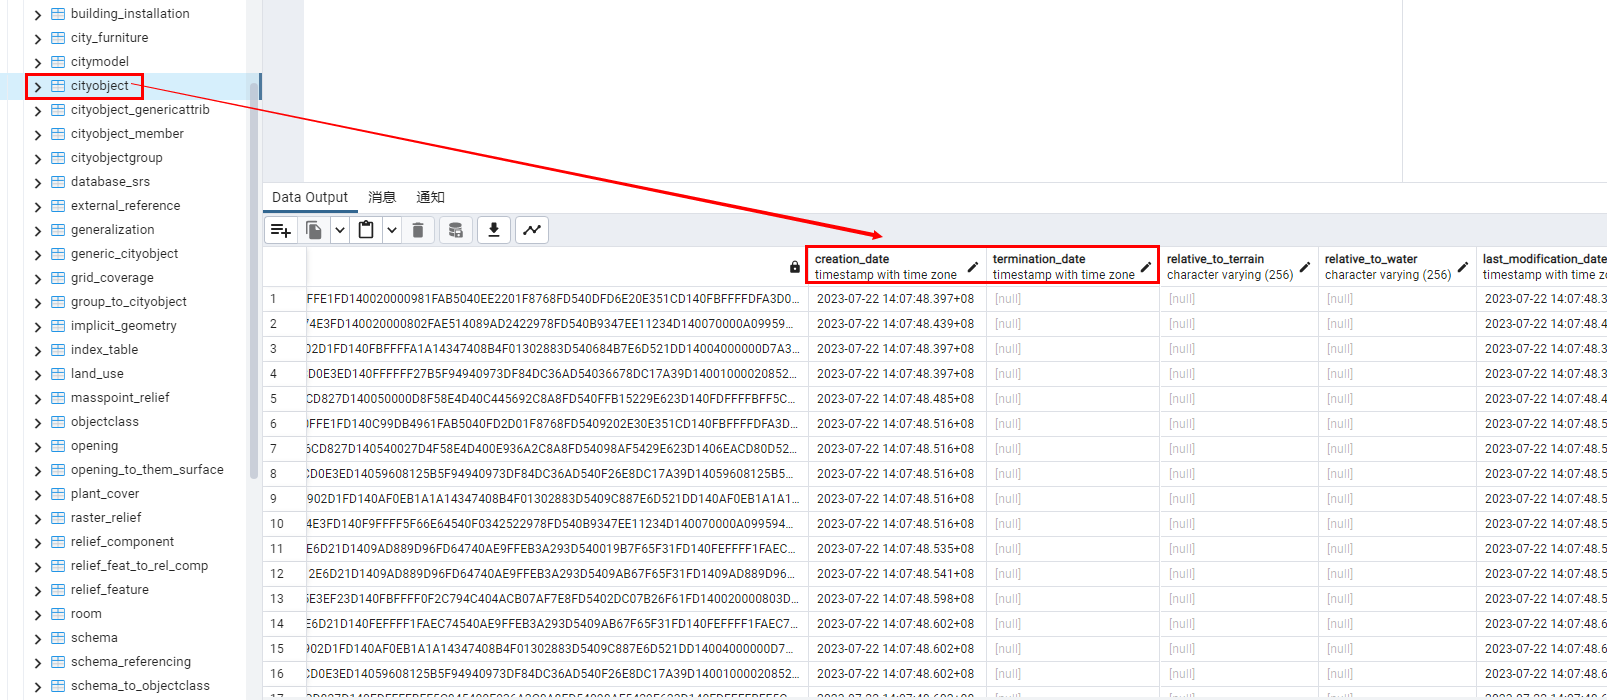 building_installation
city_furniture
citymodel
cityobject
cityobject_genericattrib
cityobject_member
cityobjectgroup
database_srs
external_reference
generalization
generic_cityobject
grid_coverage
group_to_cityobject
implicit_geometry
index_table
land_use
masspoint_relief
objectclass
opening
opening_to_them_surface
plant_cover
raster_relief
relief_component
relief_feat_to_rel_comp
relief_feature
room
schema
schema_referencing
schema_to_objectclass
Data Output 消息 通知
creation_date termination_date relative_to_terrain relative_to_water last_modification_date
timestamp with time zone timestamp with time zone character varying (256) character varying (256) timestamp with time zo
1 FFE1FD140020000981FAB5040EE2201F8768FD540DFD6E20E351CD140FBFFFFDFA3D0... 2023-07-22 14:07:48.397+08 [null] [null] [null] 2023-07-22 14:07:48.3
2 74E3FD140020000802FAE514089AD2422978FD540B9347EE11234D140070000A09959... 2023-07-22 14:07:48.439+08 [null] [null] [null] 2023-07-22 14:07:48.4
3 02D1FD140FBFFFFA1A14347408B4F01302883D540684B7E6D521DD14004000000D7A3... 2023-07-22 14:07:48.397+08 [null] [null] [null] 2023-07-22 14:07:48.3
4 D0E3ED140FFFFFF27B5F94940973DF84DC36AD54036678DC17A39D14001000020852... 2023-07-22 14:07:48.397+08 [null] [null] [null] 2023-07-22 14:07:48.3
5 CD827D140050000D8F58E4D40C445692C8A8FD540FFB15229E623D140FDFFFFBFF5C... 2023-07-22 14:07:48.485+08 [null] [null] [null] 2023-07-22 14:07:48.4
6 0FFE1FD140C99DB4961FAB5040FD2D01F8768FD5409202E30E351CD140FBFFFFDFA3D... 2023-07-22 14:07:48.516+08 [null] [null] [null] 2023-07-22 14:07:48.5
7 6CD827D140540027D4F58E4D400E936A2C8A8FD54098AF5429E623D1406EACD80D52... 2023-07-22 14:07:48.516+08 [null] [null] [null] 2023-07-22 14:07:48.5
8 CD0E3ED14059608125B5F94940973DF84DC36AD540F26E8DC17A39D14059608125B5... 2023-07-22 14:07:48.516+08 [null] [null] [null] 2023-07-22 14:07:48.5
9 902D1FD140AF0EB1A1A14347408B4F01302883D5409C887E6D521DD140AF0EB1A1A1... 2023-07-22 14:07:48.516+08 [null] [null] [null] 2023-07-22 14:07:48.5
10 4E3FD140F9FFFF5F66E64540F0342522978FD540B9347EE11234D140070000A099594... 2023-07-22 14:07:48.516+08 [null] [null] [null] 2023-07-22 14:07:48.5
11 E6D21D1409AD889D96FD64740AE9FFEB3A293D540019B7F65F31FD140FEFFFF1FAEC... 2023-07-22 14:07:48.535+08 [null] [null] [null] 2023-07-22 14:07:48.5
12 2E6D21D1409AD889D96FD64740AE9FFEB3A293D5409AB67F65F31FD1409AD889D96... 2023-07-22 14:07:48.541+08 [null] [null] [null] 2023-07-22 14:07:48.5
13 6E3EF23D140FBFFFF0F2C794C404ACB07AF7E8FD5402DC07B26F61FD140020000803D... 2023-07-22 14:07:48.598+08 [null] [null] [null] 2023-07-22 14:07:48.5
14 E6D21D140FEFFFF1FAEC74540AE9FFEB3A293D5409AB67F65F31FD140FEFFFF1FAEC7... 2023-07-22 14:07:48.602+08 [null] [null] [null] 2023-07-22 14:07:48.6
15 902D1FD140AF0EB1A1A14347408B4F01302883D5409C887E6D521DD14004000000D7... 2023-07-22 14:07:48.602+08 [null] [null] [null] 2023-07-22 14:07:48.6
16 CD0E3ED14059608125B5F94940973DF84DC36AD540F26E8DC17A39D14001000020852... 2023-07-22 14:07:48.602+08 [null] [null] [null] 2023-07-22 14:07:48.6